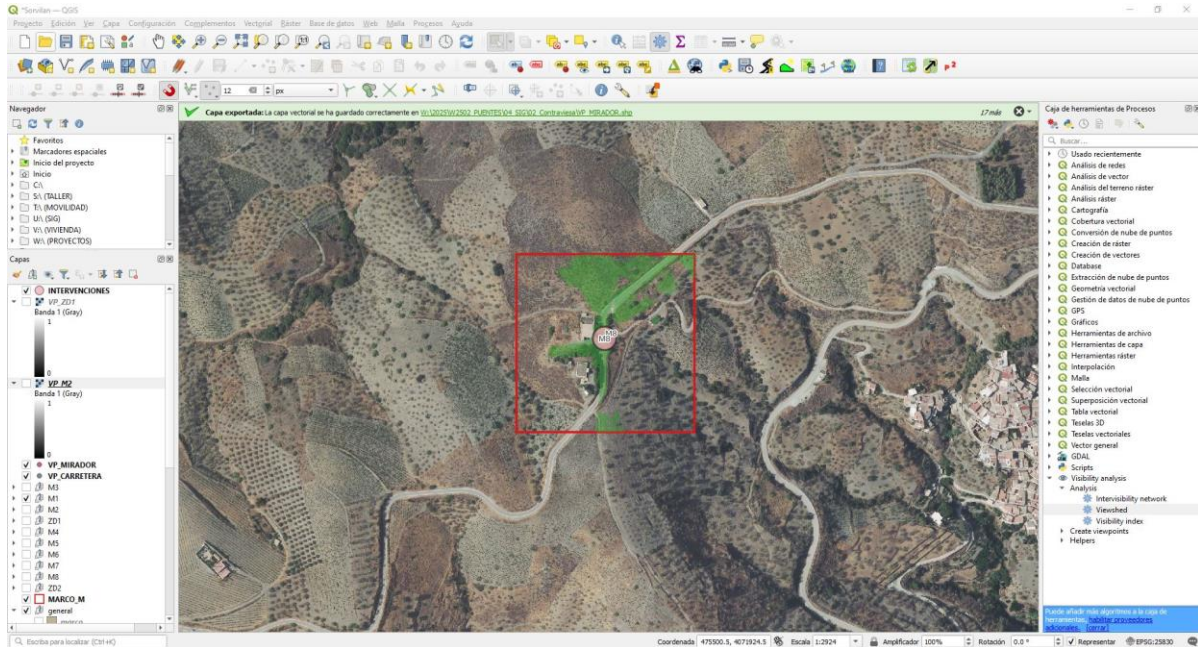 *Sorvilan — QGIS
Proyecto Edición Ver Capa Configuración Complementos Vectorial Ráster Base de datos Web Malla Procesos Ayuda
12 px
Navegador
Favoritos
Marcadores espaciales
Inicio del proyecto
Inicio
C:\
S:\ (TALLER)
T:\ (MOVILIDAD)
U:\ (SIG)
V:\ (VIVIENDA)
W:\ (PROYECTOS)
Capas
INTERVENCIONES
VP_ZD1
Banda 1 (Gray)
1
0
VP_M2
Banda 1 (Gray)
1
0
VP_MIRADOR
VP_CARRETERA
M3
M1
M2
ZD1
M4
M5
M6
M7
M8
ZD2
MARCO_M
general
marco
Capa exportada: La capa vectorial se ha guardado correctamente en W:\2025\W2502_PUENTES\04_SIG\02_Contraviesa\VP_MIRADOR.shp
17 más
M8
M8
Caja de herramientas de Procesos
Buscar...
Usado recientemente
Análisis de redes
Análisis de vector
Análisis del terreno ráster
Análisis ráster
Cartografía
Cobertura vectorial
Conversión de nube de puntos
Creación de ráster
Creación de vectores
Database
Extracción de nube de puntos
Geometría vectorial
Gestión de datos de nube de puntos
GPS
Gráficos
Herramientas de archivo
Herramientas de capa
Herramientas ráster
Interpolación
Malla
Selección vectorial
Superposición vectorial
Tabla vectorial
Teselas 3D
Teselas vectoriales
Vector general
GDAL
Scripts
Visibility analysis
Analysis
Intervisibility network
Viewshed
Visibility index
Create viewpoints
Helpers
Puede añadir más algoritmos a la caja de
herramientas, habilitar proveedores
adicionales. [cerrar]
Escriba para localizar (Ctrl+K)
Coordenada 475500.5, 4071924.5 Escala 1:2924 Amplificador 100% Rotación 0.0 ° Representar EPSG:25830